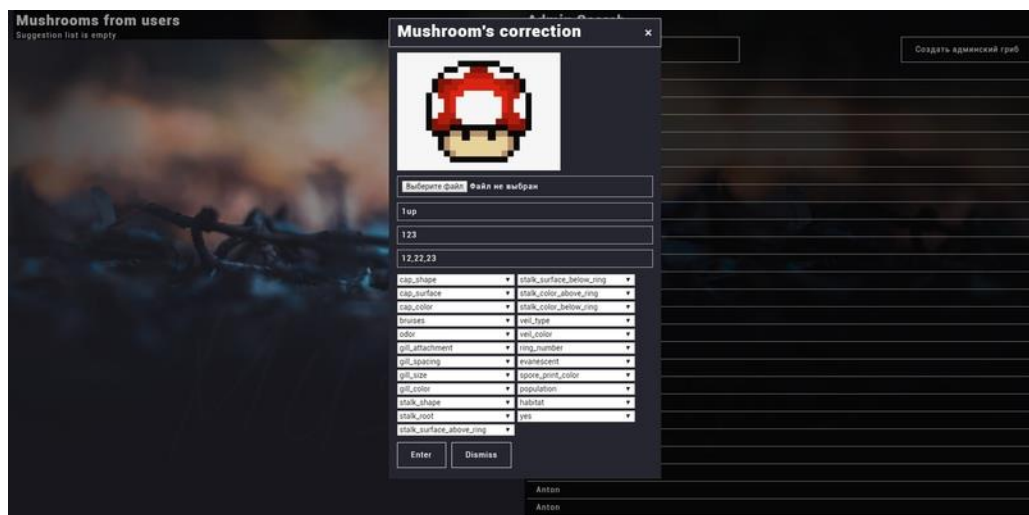 Mushrooms from users
Suggestion list is empty
Создать админский гриб
Mushroom's correction ×
Выберите файл Файл не выбран
1up
123
12,22,23
cap_shape
cap_surface
cap_color
bruises
odor
gill_attachment
gill_spacing
gill_size
gill_color
stalk_shape
stalk_root
stalk_surface_above_ring
stalk_surface_below_ring
stalk_color_above_ring
stalk_color_below_ring
veil_type
veil_color
ring_number
evanescent
spore_print_color
population
habitat
yes
Enter
Dismiss
Anton
Anton